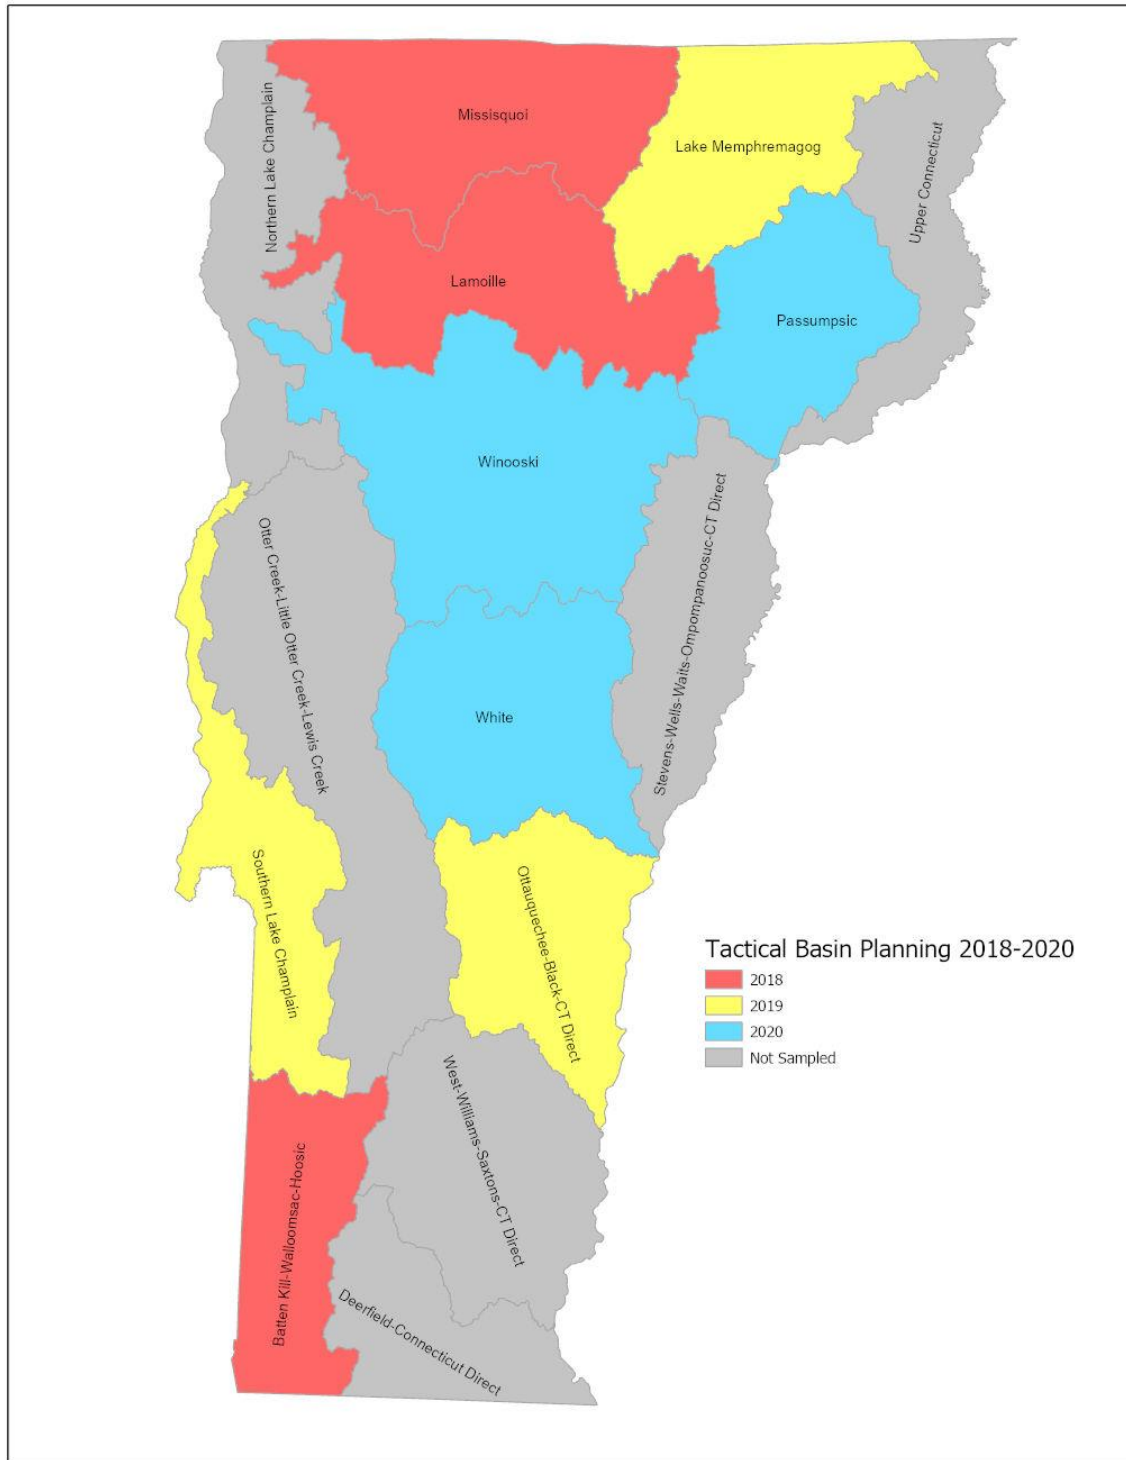 Missisquoi
Lake Memphremagog
Northern Lake Champlain
Upper Connecticut
Lamoille
Passumpsic
Winooski
Otter Creek-Little Otter Creek-Lewis Creek
Stevens-Wells-Waits-Ompompanoosuc-CT Direct
White
Southern Lake Champlain
Ottauquechee-Black-CT Direct
Tactical Basin Planning 2018-2020
2018
2019
2020
Not Sampled
West-Williams-Saxtons-CT Direct
Batten Kill-Walloomsac-Hoosic
Deerfield-Connecticut Direct